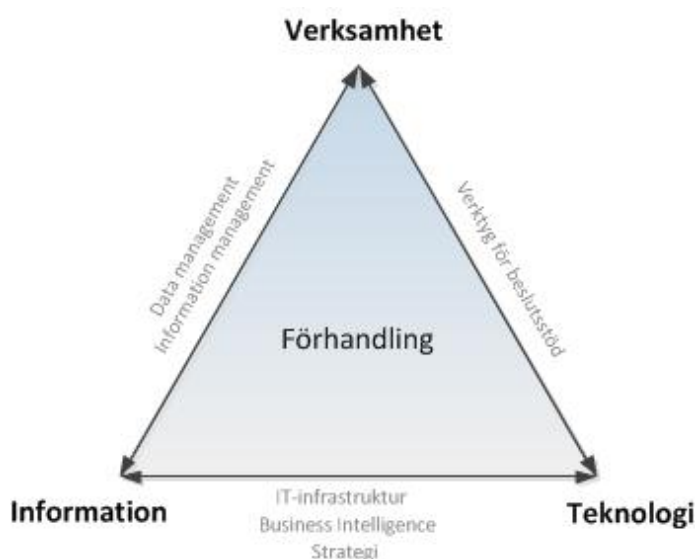 Verksamhet
Data management
Information management
Verktyg för beslutsstöd
Förhandling
Information
IT-infrastruktur
Business Intelligence
Strategi
Teknologi